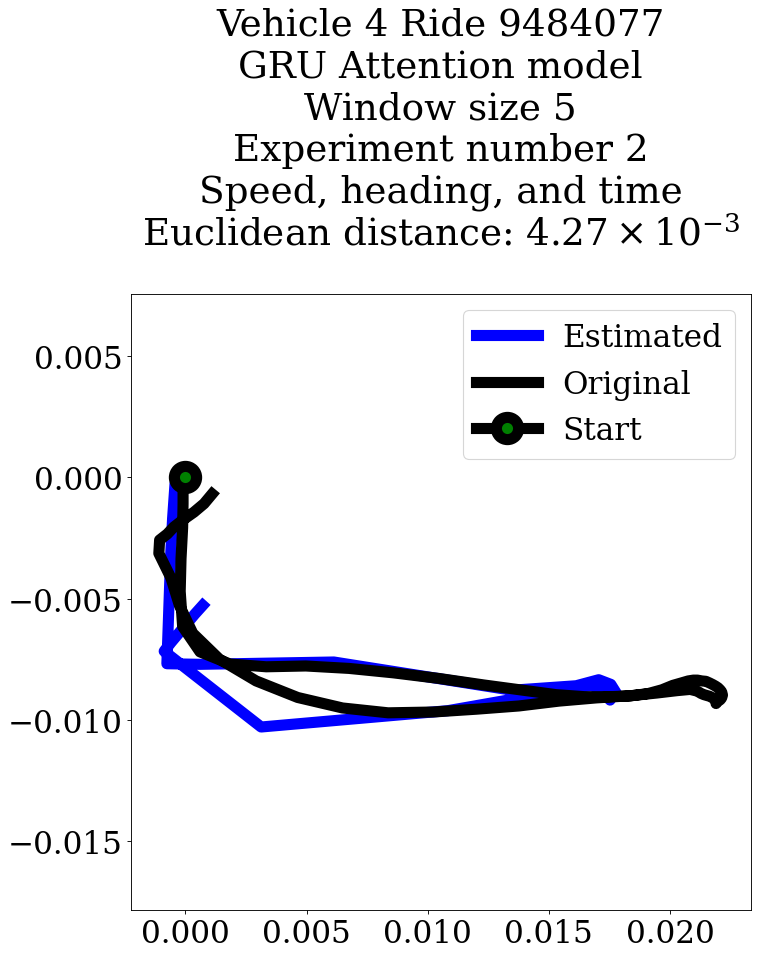 Vehicle 4 Ride 9484077
GRU Attention model
Window size 5
Experiment number 2
Speed, heading, and time
Euclidean distance: 4.27 × 10⁻³
Estimated
Original
Start
0.005
0.000
−0.005
−0.010
−0.015
0.000 0.005 0.010 0.015 0.020